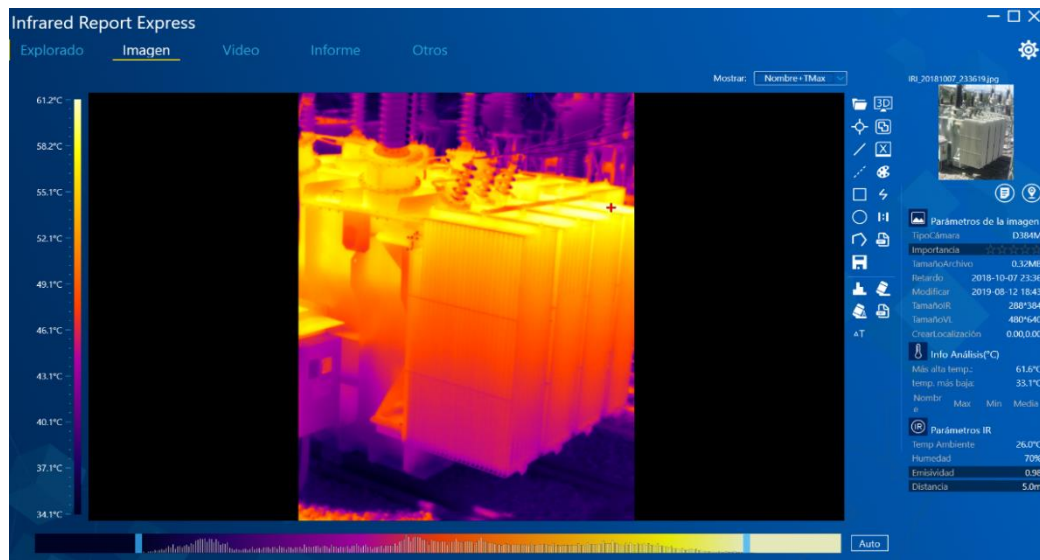 Infrared Report Express
Explorado Imagen Video Informe Otros
Mostrar: Nombre+TMax
IRI_20181007_233619.jpg
61.2°C
58.2°C
55.1°C
52.1°C
49.1°C
46.1°C
43.1°C
40.1°C
37.1°C
34.1°C
3D
1:1
AT
Parámetros de la imagen
TipoCámara D384M
Importancia
TamañoArchivo 0.32MB
Retardo 2018-10-07 23:36
Modificar 2019-08-12 18:43
TamañoIR 288*384
TamañoVL 480*640
CrearLocalización 0.00,0.00
Info Análisis(°C)
Más alta temp.: 61.6°C
temp. más baja: 33.1°C
Nombre Max Min Media
IR Parámetros IR
Temp Ambiente 26.0°C
Humedad 70%
Emisividad 0.98
Distancia 5.0m
Auto